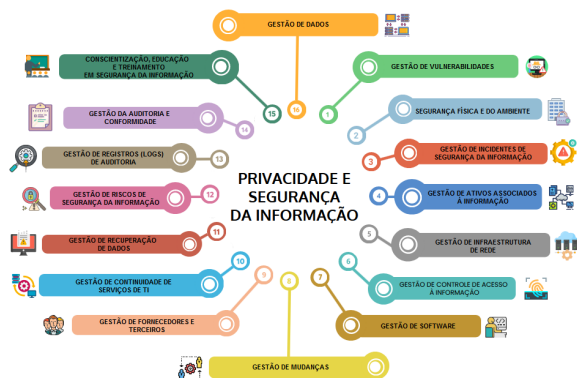 GESTÃO DE DADOS
16
GESTÃO DE VULNERABILIDADES
1
SEGURANÇA FÍSICA E DO AMBIENTE
2
GESTÃO DE INCIDENTES DE
SEGURANÇA DA INFORMAÇÃO
3
GESTÃO DE ATIVOS ASSOCIADOS
À INFORMAÇÃO
4
GESTÃO DE INFRAESTRUTURA
DE REDE
5
GESTÃO DE CONTROLE DE ACESSO
À INFORMAÇÃO
6
GESTÃO DE SOFTWARE
7
GESTÃO DE MUDANÇAS
8
GESTÃO DE FORNECEDORES E
TERCEIROS
9
GESTÃO DE CONTINUIDADE DE
SERVIÇOS DE TI
10
GESTÃO DE RECUPERAÇÃO
DE DADOS
11
GESTÃO DE RISCOS DE
SEGURANÇA DA INFORMAÇÃO
12
GESTÃO DE REGISTROS (LOGS)
DE AUDITORIA
13
GESTÃO DA AUDITORIA E
CONFORMIDADE
14
CONSCIENTIZAÇÃO, EDUCAÇÃO
E TREINAMENTO
EM SEGURANÇA DA INFORMAÇÃO
15
PRIVACIDADE E
SEGURANÇA
DA INFORMAÇÃO